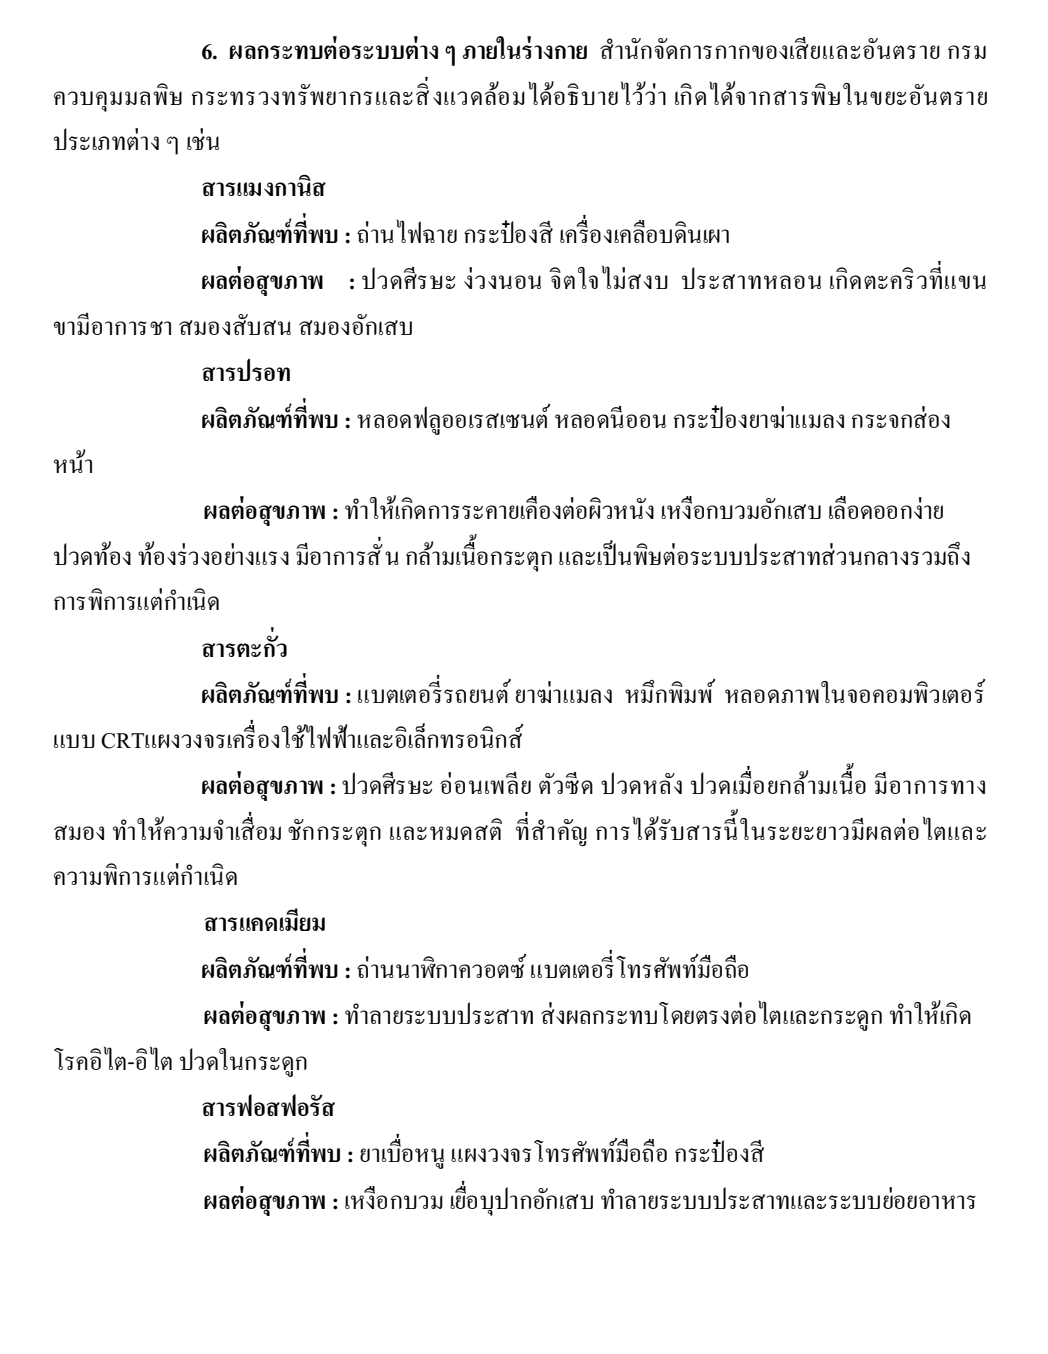 6. ผลกระทบต่อระบบต่าง ๆ ภายในร่างกาย สำนักจัดการกากของเสียและอันตราย กรม
ควบคุมมลพิษ กระทรวงทรัพยากรและสิ่งแวดล้อมได้อธิบายไว้ว่า เกิดได้จากสารพิษในขยะอันตราย
ประเภทต่าง ๆ เช่น
สารแมงกานิส
ผลิตภัณฑ์ที่พบ : ถ่านไฟฉาย กระป๋องสี เครื่องเคลือบดินเผา
ผลต่อสุขภาพ : ปวดศีรษะ ง่วงนอน จิตใจไม่สงบ ประสาทหลอน เกิดตะคริวที่แขน
ขามีอาการชา สมองสับสน สมองอักเสบ
สารปรอท
ผลิตภัณฑ์ที่พบ : หลอดฟลูออเรสเซนต์ หลอดนีออน กระป๋องยาฆ่าแมลง กระจกส่อง
หน้า
ผลต่อสุขภาพ : ทำให้เกิดการระคายเคืองต่อผิวหนัง เหงือกบวมอักเสบ เลือดออกง่าย
ปวดท้อง ท้องร่วงอย่างแรง มีอาการสั่น กล้ามเนื้อกระตุก และเป็นพิษต่อระบบประสาทส่วนกลางรวมถึง
การพิการแต่กำเนิด
สารตะกั่ว
ผลิตภัณฑ์ที่พบ : แบตเตอรี่รถยนต์ ยาฆ่าแมลง หมึกพิมพ์ หลอดภาพในจอคอมพิวเตอร์
แบบ CRTแผงวงจรเครื่องใช้ไฟฟ้าและอิเล็กทรอนิกส์
ผลต่อสุขภาพ : ปวดศีรษะ อ่อนเพลีย ตัวซีด ปวดหลัง ปวดเมื่อยกล้ามเนื้อ มีอาการทาง
สมอง ทำให้ความจำเสื่อม ชักกระตุก และหมดสติ ที่สำคัญ การได้รับสารนี้ในระยะยาวมีผลต่อไตและ
ความพิการแต่กำเนิด
สารแคดเมียม
ผลิตภัณฑ์ที่พบ : ถ่านนาฬิกาควอตซ์ แบตเตอรี่โทรศัพท์มือถือ
ผลต่อสุขภาพ : ทำลายระบบประสาท ส่งผลกระทบโดยตรงต่อไตและกระดูก ทำให้เกิด
โรคอิไต-อิไต ปวดในกระดูก
สารฟอสฟอรัส
ผลิตภัณฑ์ที่พบ : ยาเบื่อหนู แผงวงจรโทรศัพท์มือถือ กระป๋องสี
ผลต่อสุขภาพ : เหงือกบวม เยื่อบุปากอักเสบ ทำลายระบบประสาทและระบบย่อยอาหาร